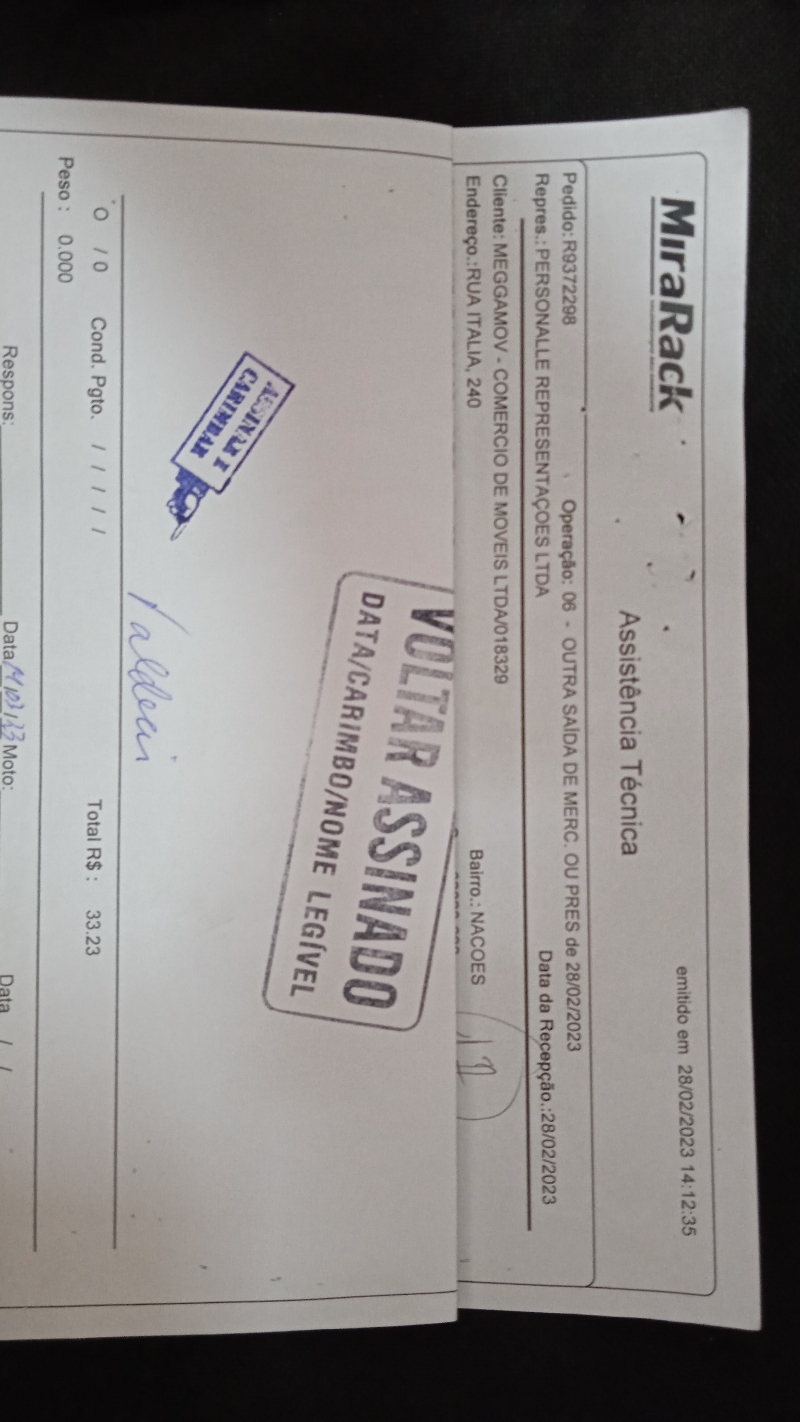 MiraRack
emitido em 28/02/2023 14:12:35
Assistência Técnica
Pedido: R9372298 Operação: 06 - OUTRA SAÍDA DE MERC. OU PRES de 28/02/2023
Repres.: PERSONALLE REPRESENTAÇOES LTDA Data da Recepção.:28/02/2023
Cliente: MEGGAMOV - COMERCIO DE MOVEIS LTDA/018329
Endereço.:RUA ITALIA, 240 Bairro.: NACOES
VOLTAR ASSINADO
DATA/CARIMBO/NOME LEGÍVEL
ASSINAR E
CARIMBAR
Valdeci
O / 0 Cond. Pgto. / / / / / Total R$ : 33.23
Peso : 0.000
Respons: Data Moto: Data / /